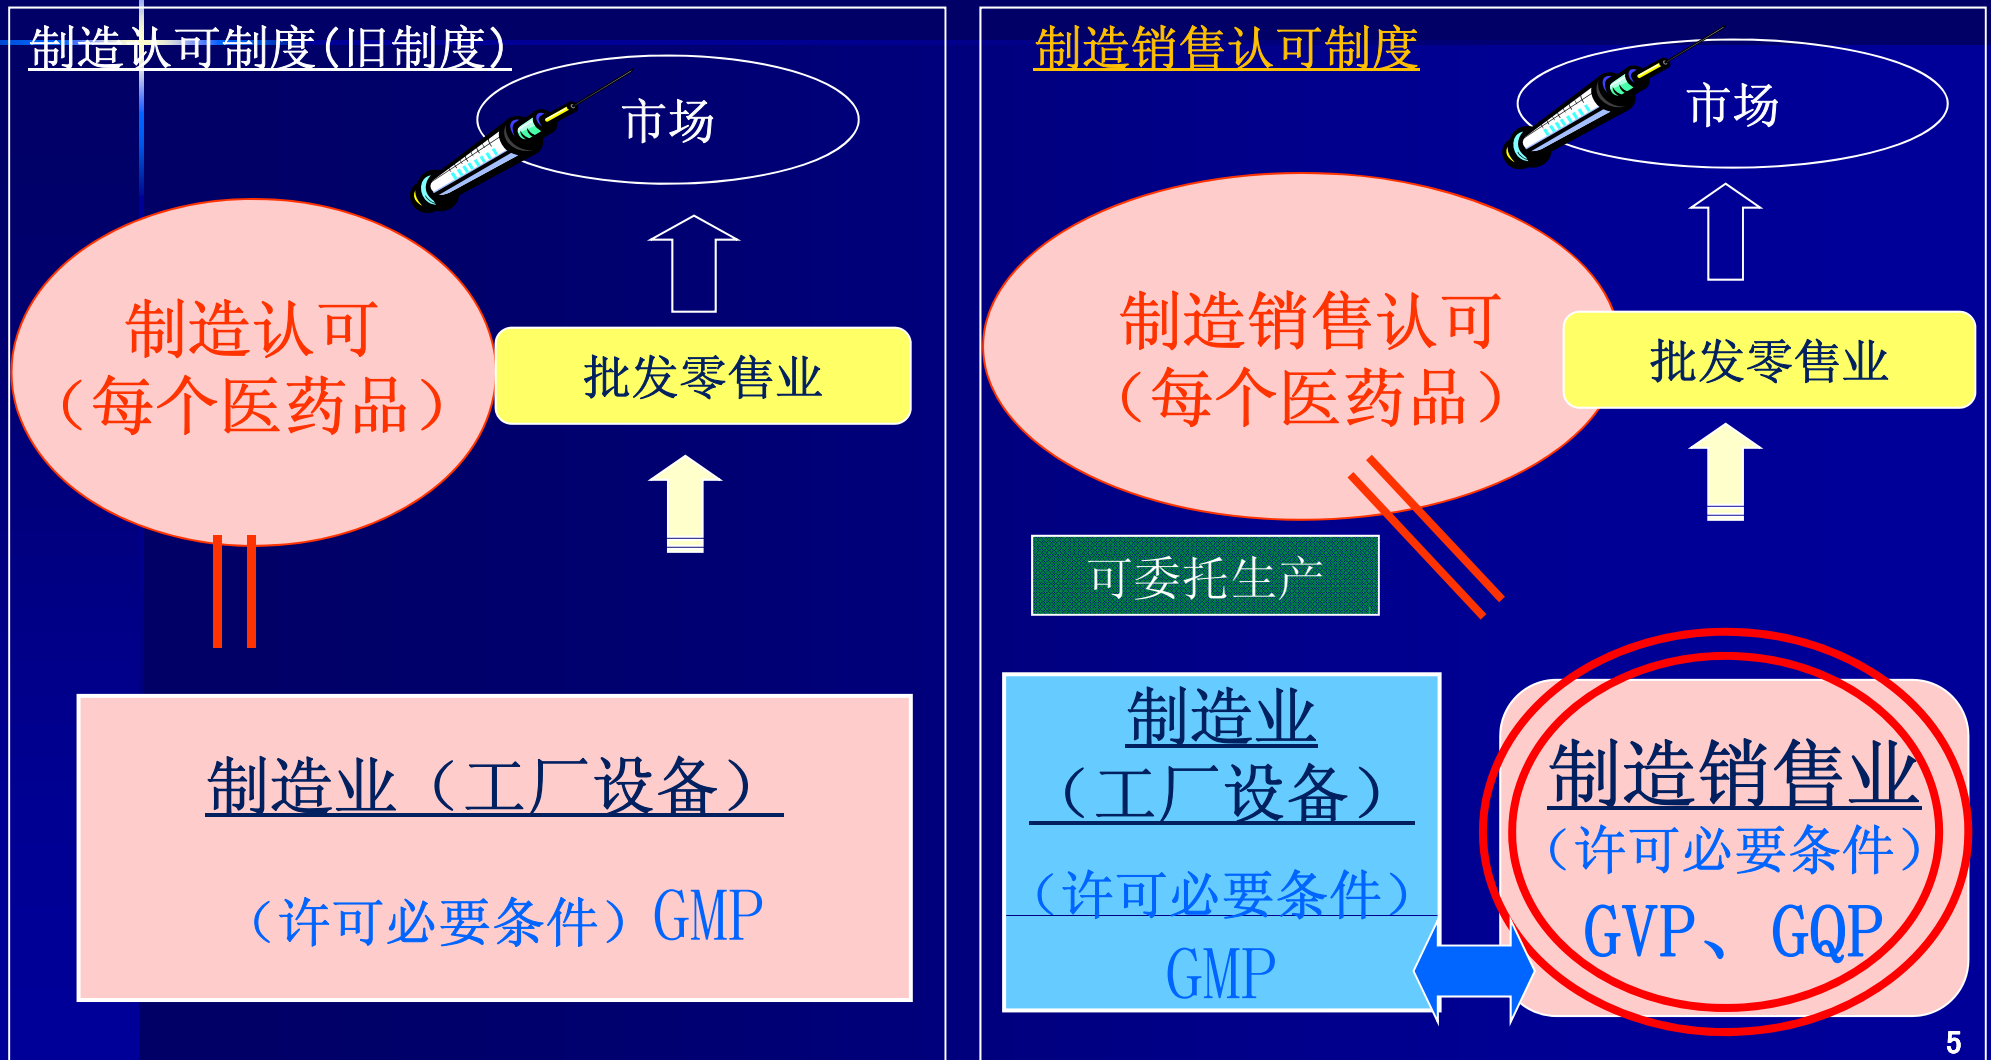 制造认可制度(旧制度)
市场
制造认可
（每个医药品）
批发零售业
制造业（工厂设备）
（许可必要条件）GMP
制造销售认可制度
市场
制造销售认可
（每个医药品）
批发零售业
可委托生产
制造业
（工厂设备）
（许可必要条件）
GMP
制造销售业
（许可必要条件）
GVP、GQP
5